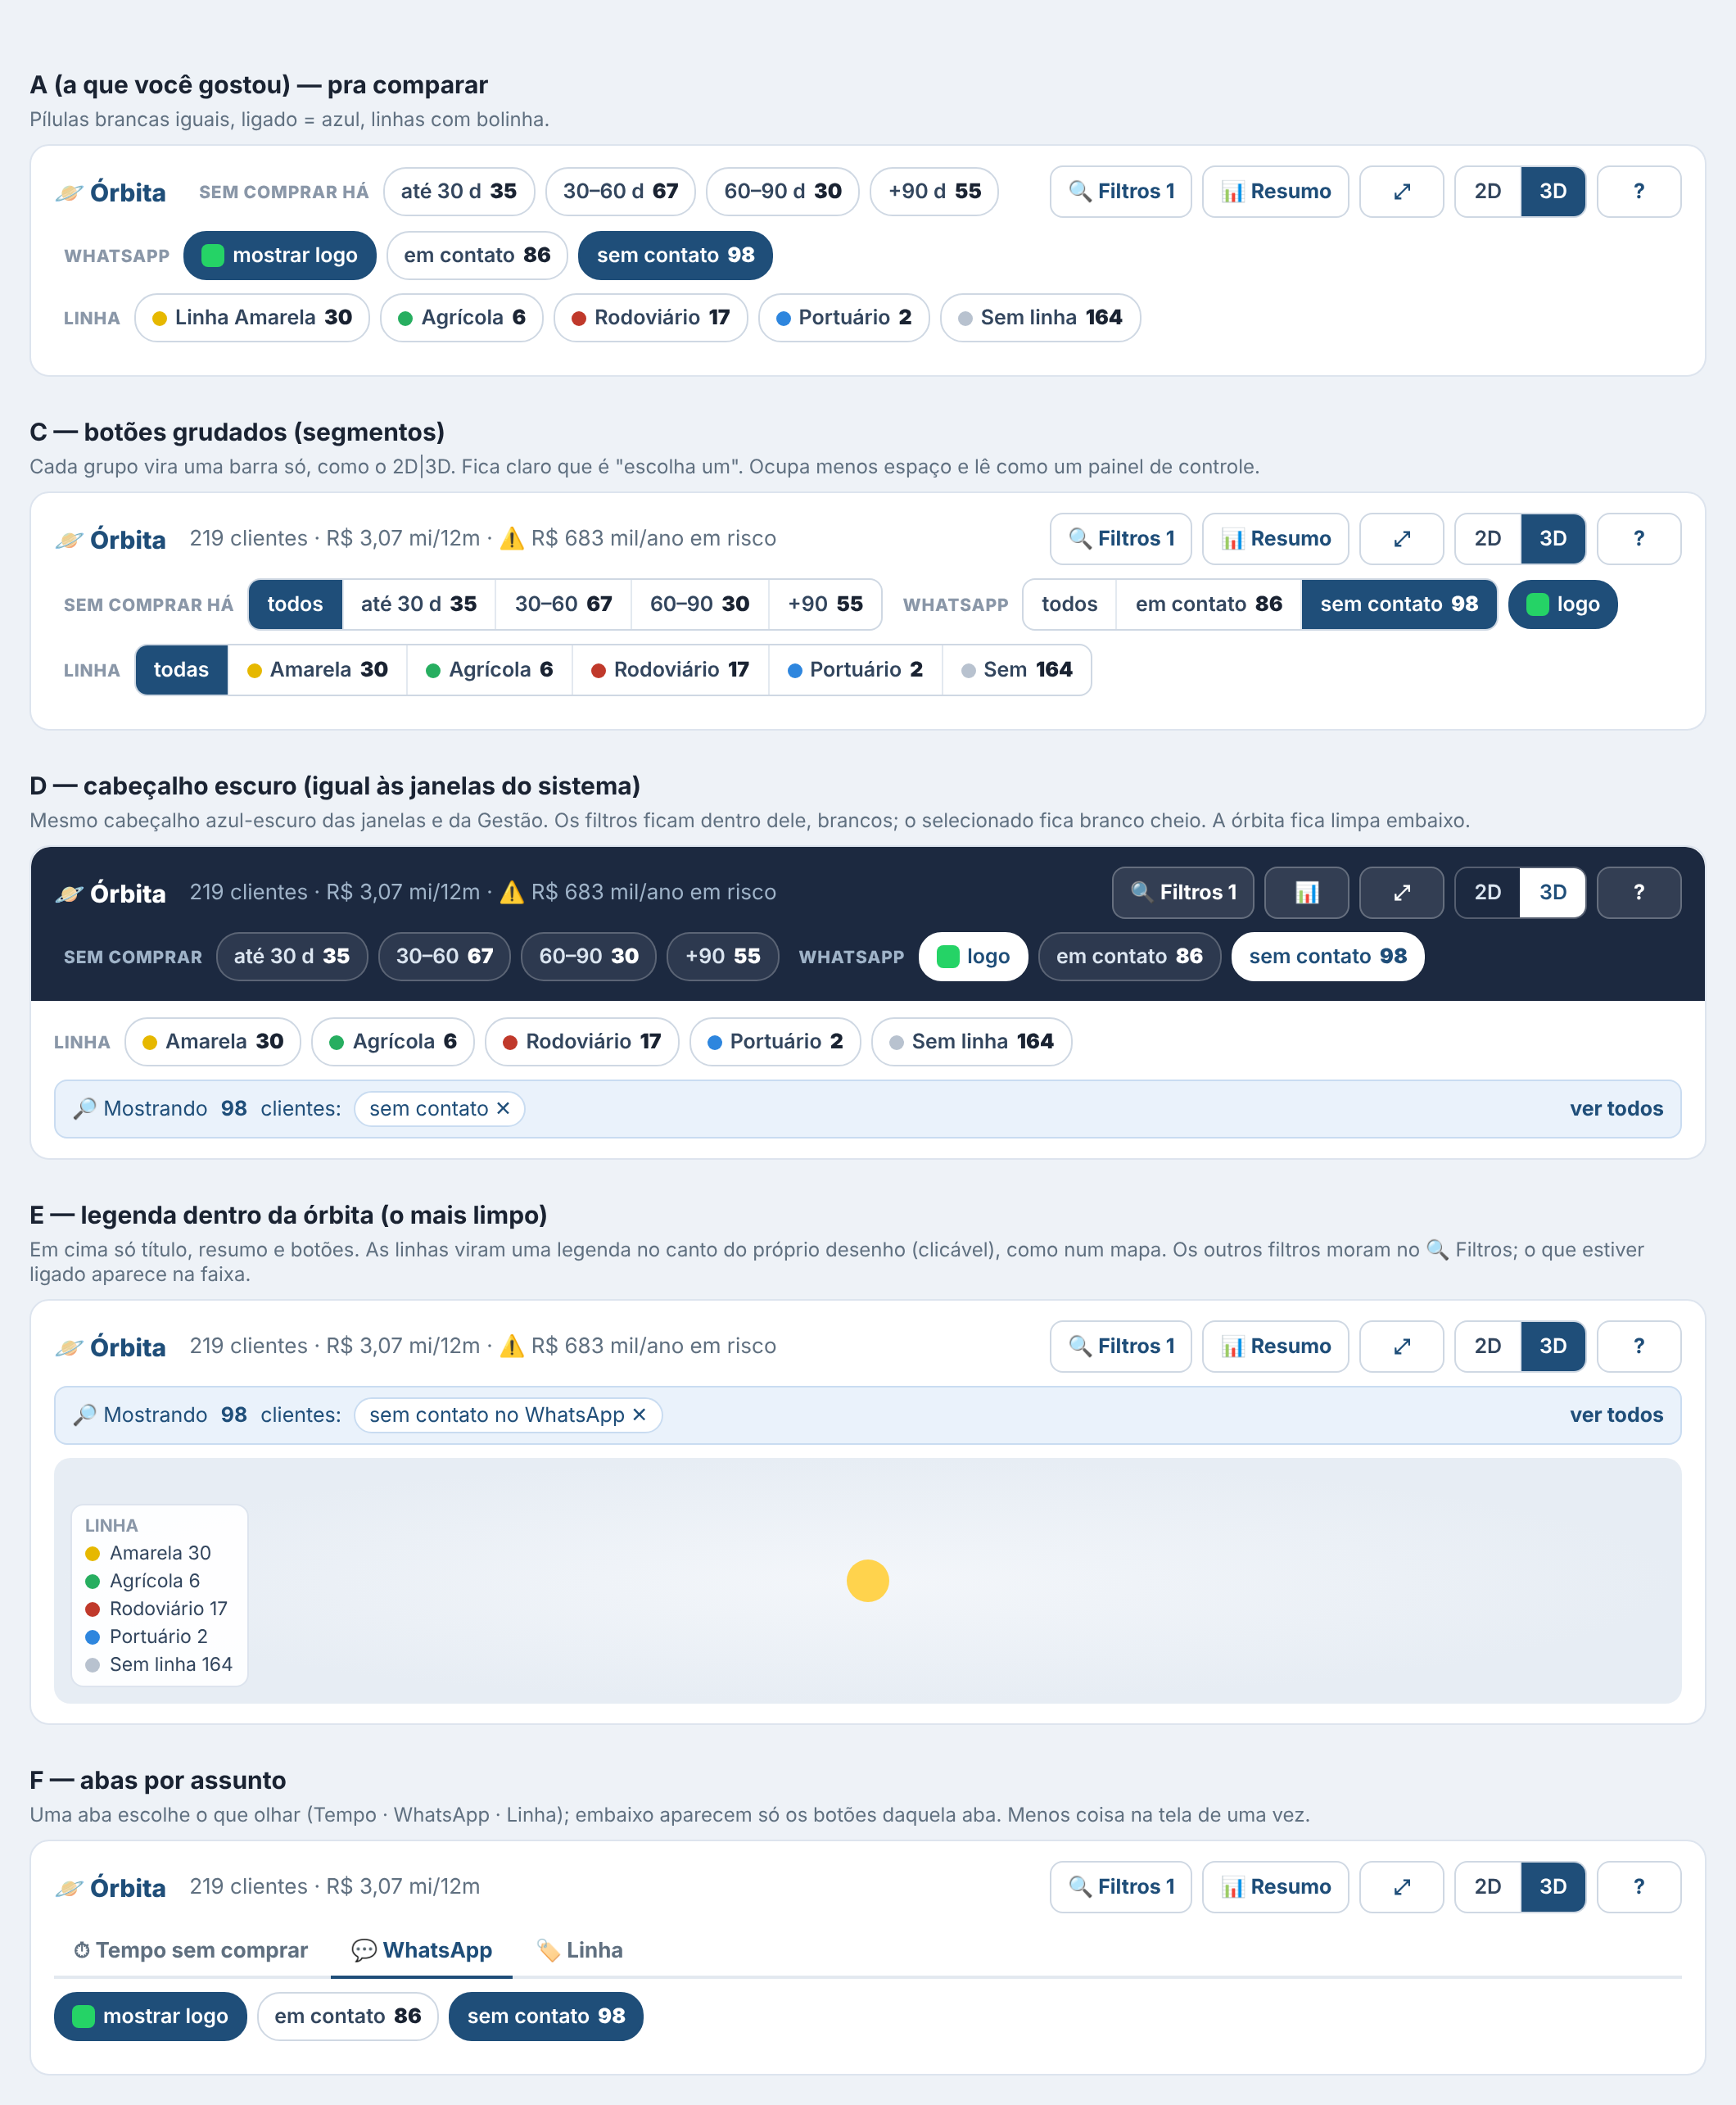 A (a que você gostou) — pra comparar
Pílulas brancas iguais, ligado = azul, linhas com bolinha.
🪐 Órbita SEM COMPRAR HÁ até 30 d 35 30–60 d 67 60–90 d 30 +90 d 55 🔍 Filtros 1 📊 Resumo ⤢ 2D 3D ?
WHATSAPP mostrar logo em contato 86 sem contato 98
LINHA Linha Amarela 30 Agrícola 6 Rodoviário 17 Portuário 2 Sem linha 164
C — botões grudados (segmentos)
Cada grupo vira uma barra só, como o 2D|3D. Fica claro que é "escolha um". Ocupa menos espaço e lê como um painel de controle.
🪐 Órbita 219 clientes · R$ 3,07 mi/12m · ⚠️ R$ 683 mil/ano em risco 🔍 Filtros 1 📊 Resumo ⤢ 2D 3D ?
SEM COMPRAR HÁ todos até 30 d 35 30–60 67 60–90 30 +90 55 WHATSAPP todos em contato 86 sem contato 98 logo
LINHA todas Amarela 30 Agrícola 6 Rodoviário 17 Portuário 2 Sem 164
D — cabeçalho escuro (igual às janelas do sistema)
Mesmo cabeçalho azul-escuro das janelas e da Gestão. Os filtros ficam dentro dele, brancos; o selecionado fica branco cheio. A órbita fica limpa embaixo.
🪐 Órbita 219 clientes · R$ 3,07 mi/12m · ⚠️ R$ 683 mil/ano em risco 🔍 Filtros 1 📊 ⤢ 2D 3D ?
SEM COMPRAR até 30 d 35 30–60 67 60–90 30 +90 55 WHATSAPP logo em contato 86 sem contato 98
LINHA Amarela 30 Agrícola 6 Rodoviário 17 Portuário 2 Sem linha 164
🔎 Mostrando 98 clientes: sem contato ✕ ver todos
E — legenda dentro da órbita (o mais limpo)
Em cima só título, resumo e botões. As linhas viram uma legenda no canto do próprio desenho (clicável), como num mapa. Os outros filtros moram no 🔍 Filtros; o que estiver
ligado aparece na faixa.
🪐 Órbita 219 clientes · R$ 3,07 mi/12m · ⚠️ R$ 683 mil/ano em risco 🔍 Filtros 1 📊 Resumo ⤢ 2D 3D ?
🔎 Mostrando 98 clientes: sem contato no WhatsApp ✕ ver todos
LINHA
Amarela 30
Agrícola 6
Rodoviário 17
Portuário 2
Sem linha 164
F — abas por assunto
Uma aba escolhe o que olhar (Tempo · WhatsApp · Linha); embaixo aparecem só os botões daquela aba. Menos coisa na tela de uma vez.
🪐 Órbita 219 clientes · R$ 3,07 mi/12m 🔍 Filtros 1 📊 Resumo ⤢ 2D 3D ?
⏱ Tempo sem comprar 💬 WhatsApp 🏷️ Linha
mostrar logo em contato 86 sem contato 98